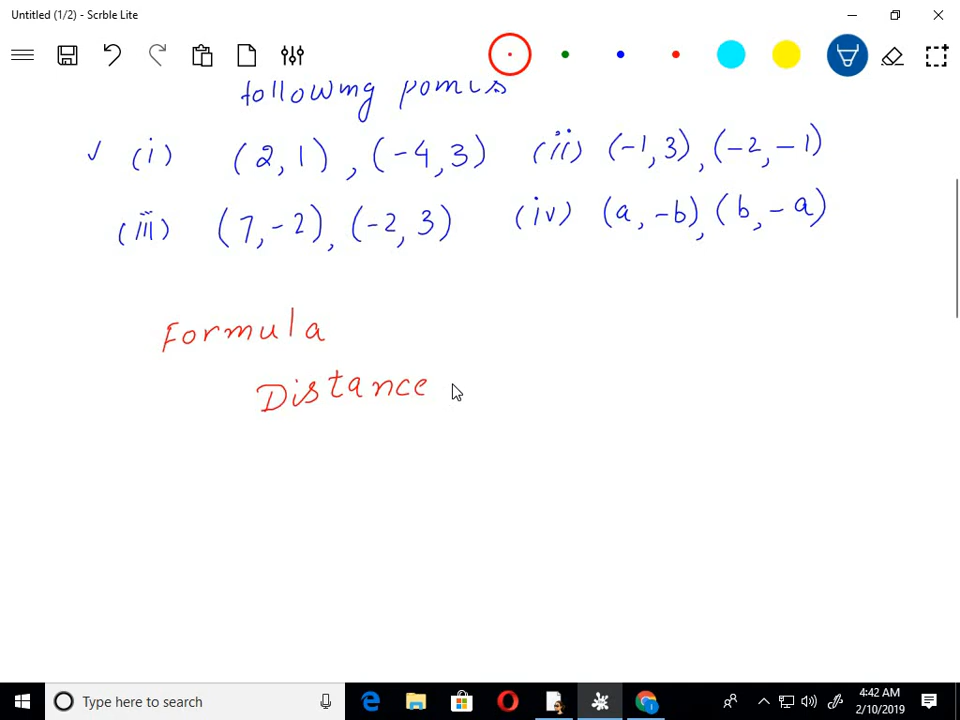 Untitled (1/2) - Scrble Lite
following points
✓ (i) (2, 1), (-4, 3) (ii) (-1, 3), (-2, -1)
(iii) (7, -2), (-2, 3) (iv) (a, -b), (b, -a)
Formula
Distance
Type here to search
4:42 AM
2/10/2019